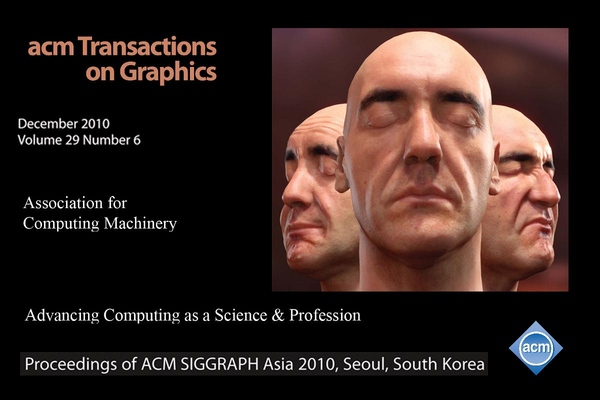 acm Transactions
on Graphics
December 2010
Volume 29 Number 6
Association for
Computing Machinery
Advancing Computing as a Science & Profession
acm
Proceedings of ACM SIGGRAPH Asia 2010, Seoul, South Korea